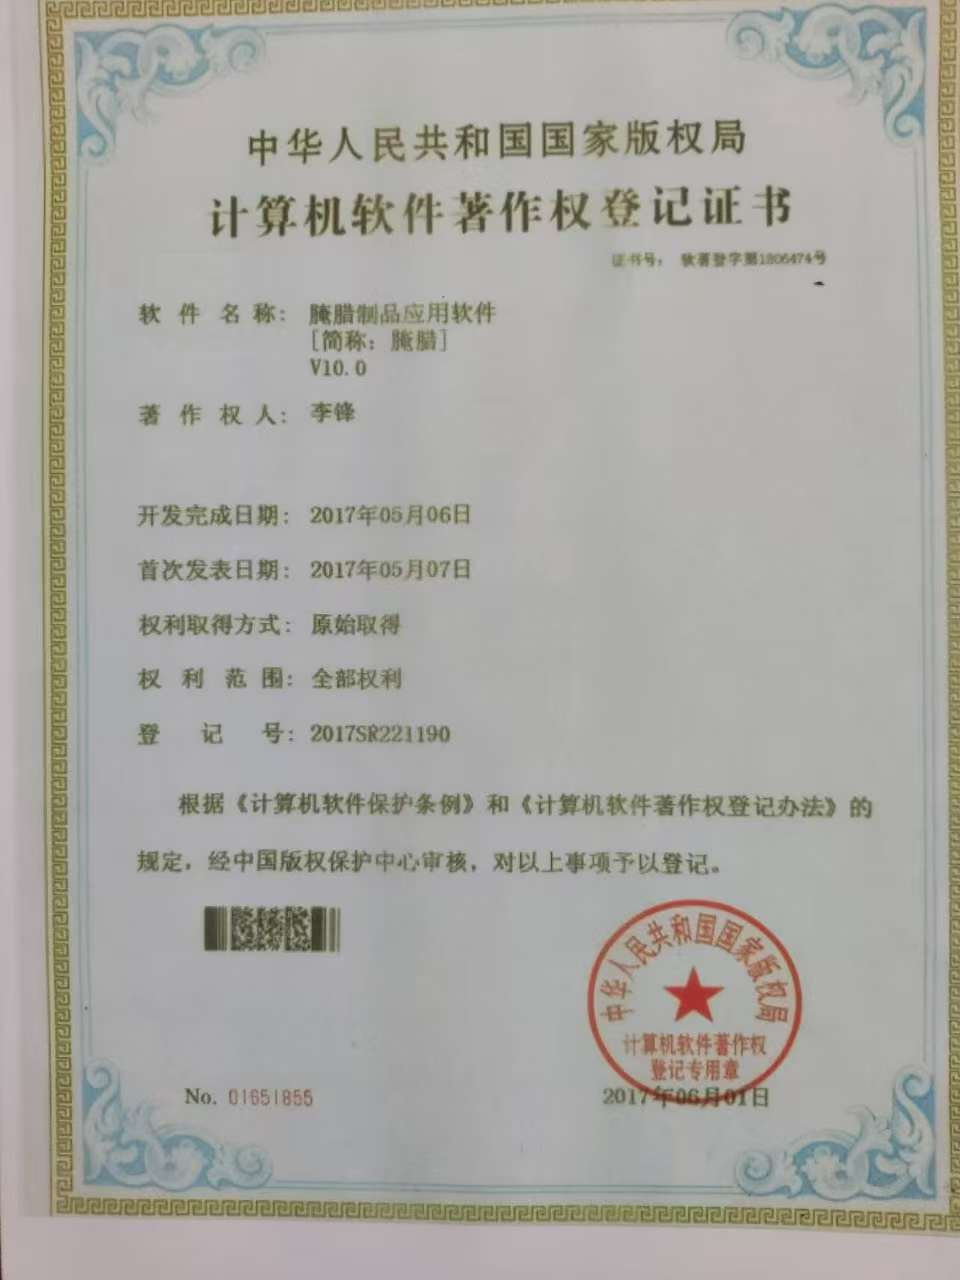 中华人民共和国国家版权局
计算机软件著作权登记证书
证书号： 软著登字第1806474号
软件名称： 腌腊制品应用软件
[简称：腌腊]
V10.0
著作权人： 李锋
开发完成日期： 2017年05月06日
首次发表日期： 2017年05月07日
权利取得方式： 原始取得
权利范围： 全部权利
登记号： 2017SR221190
根据《计算机软件保护条例》和《计算机软件著作权登记办法》的
规定，经中国版权保护中心审核，对以上事项予以登记。
中华人民共和国国家版权局
计算机软件著作权
登记专用章
No. 01651855
2017年06月01日